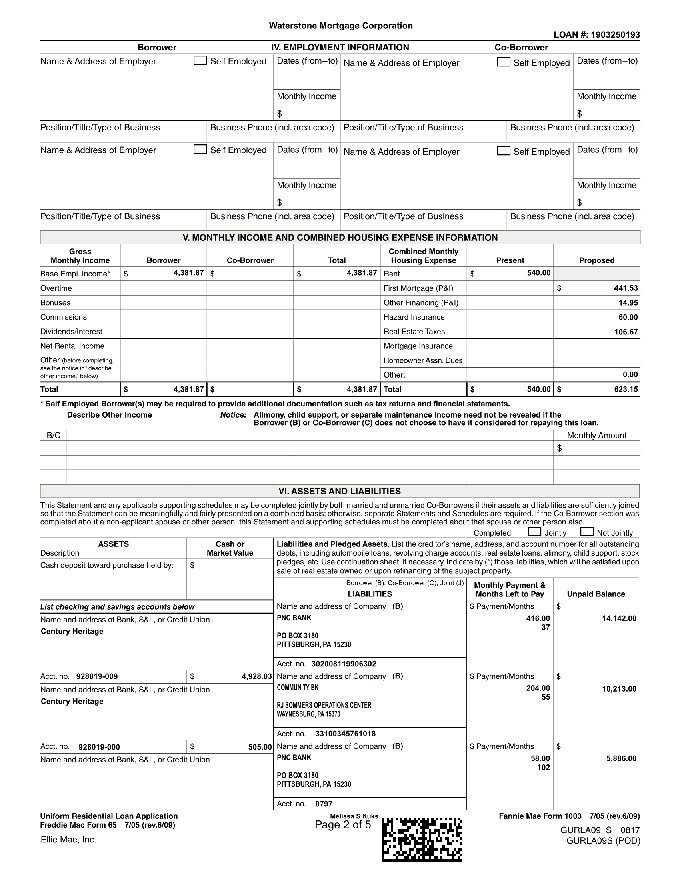 Waterstone Mortgage Corporation
LOAN #: 1903250193
Borrower IV. EMPLOYMENT INFORMATION Co-Borrower
Name & Address of Employer Self Employed Dates (from–to) Name & Address of Employer Self Employed Dates (from–to)
Monthly Income Monthly Income
$ $
Position/Title/Type of Business Business Phone (incl. area code) Position/Title/Type of Business Business Phone (incl. area code)
Name & Address of Employer Self Employed Dates (from–to) Name & Address of Employer Self Employed Dates (from–to)
Monthly Income Monthly Income
$ $
Position/Title/Type of Business Business Phone (incl. area code) Position/Title/Type of Business Business Phone (incl. area code)
V. MONTHLY INCOME AND COMBINED HOUSING EXPENSE INFORMATION
Gross Combined Monthly
Monthly Income Borrower Co-Borrower Total Housing Expense Present Proposed
Base Empl. Income* $ 4,381.87 $ $ 4,381.87 Rent $ 540.00
Overtime First Mortgage (P&I) $ 441.53
Bonuses Other Financing (P&I) 14.95
Commissions Hazard Insurance 60.00
Dividends/Interest Real Estate Taxes 106.67
Net Rental Income Mortgage Insurance
Other (before completing, Homeowner Assn. Dues
see the notice in "describe
other income," below) Other: 0.00
Total $ 4,381.87 $ $ 4,381.87 Total $ 540.00 $ 623.15
* Self Employed Borrower(s) may be required to provide additional documentation such as tax returns and financial statements.
Describe Other Income Notice: Alimony, child support, or separate maintenance income need not be revealed if the
Borrower (B) or Co-Borrower (C) does not choose to have it considered for repaying this loan.
B/C Monthly Amount
$
VI. ASSETS AND LIABILITIES
This Statement and any applicable supporting schedules may be completed jointly by both married and unmarried Co-Borrowers if their assets and liabilities are sufficiently joined
so that the Statement can be meaningfully and fairly presented on a combined basis; otherwise, separate Statements and Schedules are required. If the Co-Borrower section was
completed about a non-applicant spouse or other person, this Statement and supporting schedules must be completed about that spouse or other person also.
Completed Jointly Not Jointly
ASSETS Cash or Liabilities and Pledged Assets. List the creditor's name, address, and account number for all outstanding
Description Market Value debts, including automobile loans, revolving charge accounts, real estate loans, alimony, child support, stock
Cash deposit toward purchase held by: $ pledges, etc. Use continuation sheet, if necessary. Indicate by (*) those liabilities, which will be satisfied upon
sale of real estate owned or upon refinancing of the subject property.
Borrower (B), Co-Borrower (C), Joint (J) Monthly Payment &
LIABILITIES Months Left to Pay Unpaid Balance
List checking and savings accounts below Name and address of Company (B) $ Payment/Months $
Name and address of Bank, S&L, or Credit Union PNC BANK 416.00 14,142.00
37
Century Heritage PO BOX 3180
PITTSBURGH, PA 15230
Acct. no. 302008119906302
Acct. no. 928019-009 $ 4,928.03 Name and address of Company (B) $ Payment/Months $
Name and address of Bank, S&L, or Credit Union COMMUNITY BK 204.00 10,213.00
55
Century Heritage RJ SOMMERS OPERATIONS CENTER
WAYNESBURG, PA 15370
Acct. no. 33100345761018
Acct. no. 928019-000 $ 505.00 Name and address of Company (B) $ Payment/Months $
Name and address of Bank, S&L, or Credit Union PNC BANK 58.00 5,886.00
102
PO BOX 3180
PITTSBURGH, PA 15230
Acct. no. 0797
Uniform Residential Loan Application Fannie Mae Form 1003 7/05 (rev.6/09)
Freddie Mac Form 65 7/05 (rev.6/09) Page 2 of 5
Ellie Mae, Inc. GURLA09 S 0817
GURLA09S (POD)